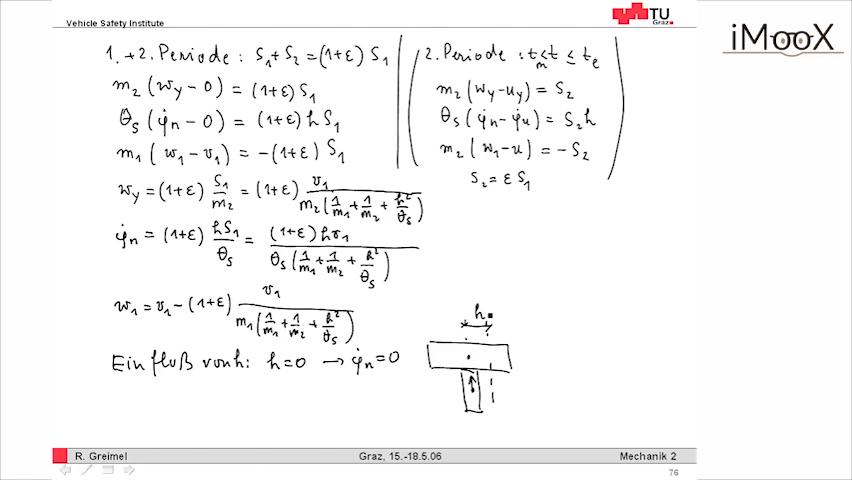 Vehicle Safety Institute
TU
Graz
iMooX
1. +2. Periode: S₁+S₂ = (1+ε) S₁
m₂ (w_y - 0) = (1+ε) S₁
θ_S (φ̇_n - 0) = (1+ε) h S₁
m₁ (w₁ - v₁) = -(1+ε) S₁
w_y = (1+ε) S₁/m₂ = (1+ε) v₁/(m₂(1/m₁ + 1/m₂ + h²/θ_S))
φ̇_n = (1+ε) hS₁/θ_S = (1+ε) h v₁/(θ_S(1/m₁ + 1/m₂ + h²/θ_S))
w₁ = v₁ - (1+ε) v₁/(m₁(1/m₁ + 1/m₂ + h²/θ_S))
Einfluß von h: h=0 → φ̇_n=0
(2. Periode: t_m ≤ t ≤ t_e
m₂ (w_y - u_y) = S₂
θ_S (φ̇_n - φ̇_u) = S₂ h
m₂ (w₁ - u) = -S₂
S₂ = ε S₁)
h
R. Greimel
Graz, 15.-18.5.06
Mechanik 2
76